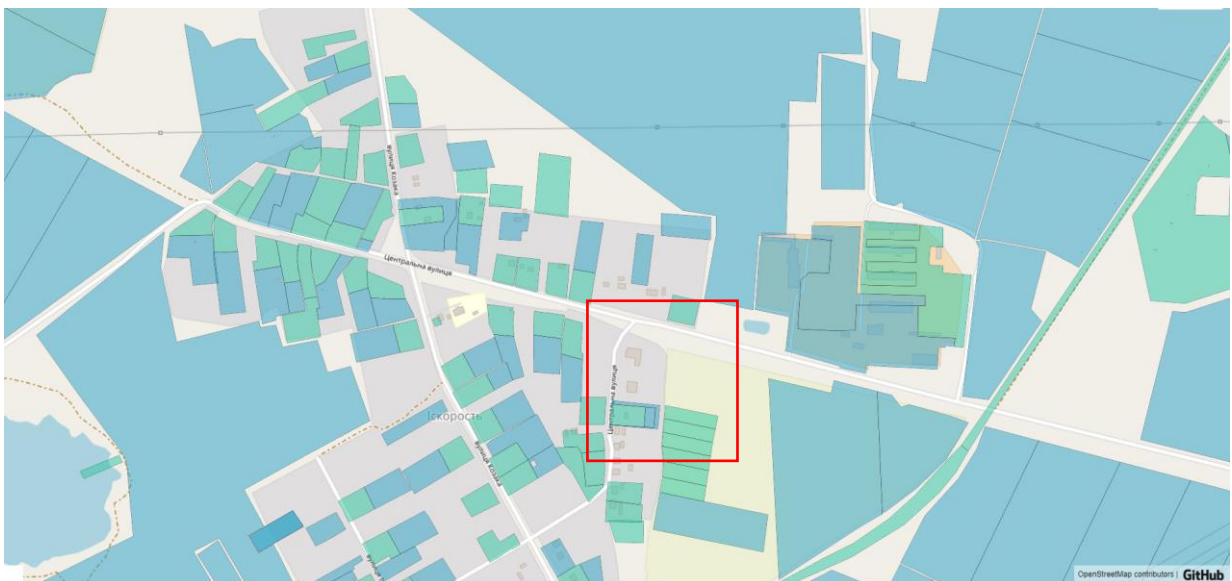 вулиця Козака
Центральна вулиця
Центральна вулиця
Іскорость
вулиця Козака
OpenStreetMap contributors | GitHub